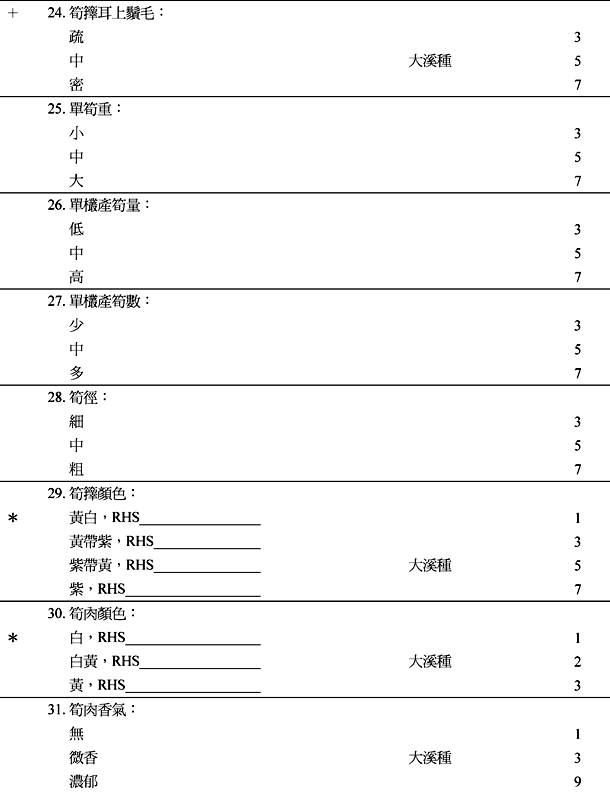 + 24. 筍籜耳上鬚毛：
疏 3
中 大溪種 5
密 7
25. 單筍重：
小 3
中 5
大 7
26. 單欉產筍量：
低 3
中 5
高 7
27. 單欉產筍數：
少 3
中 5
多 7
28. 筍徑：
細 3
中 5
粗 7
29. 筍籜顏色：
* 黃白，RHS_________________ 1
黃帶紫，RHS_______________ 3
紫帶黃，RHS_______________ 大溪種 5
紫，RHS___________________ 7
30. 筍肉顏色：
* 白，RHS___________________ 1
白黃，RHS_________________ 大溪種 2
黃，RHS___________________ 3
31. 筍肉香氣：
無 1
微香 大溪種 3
濃郁 9